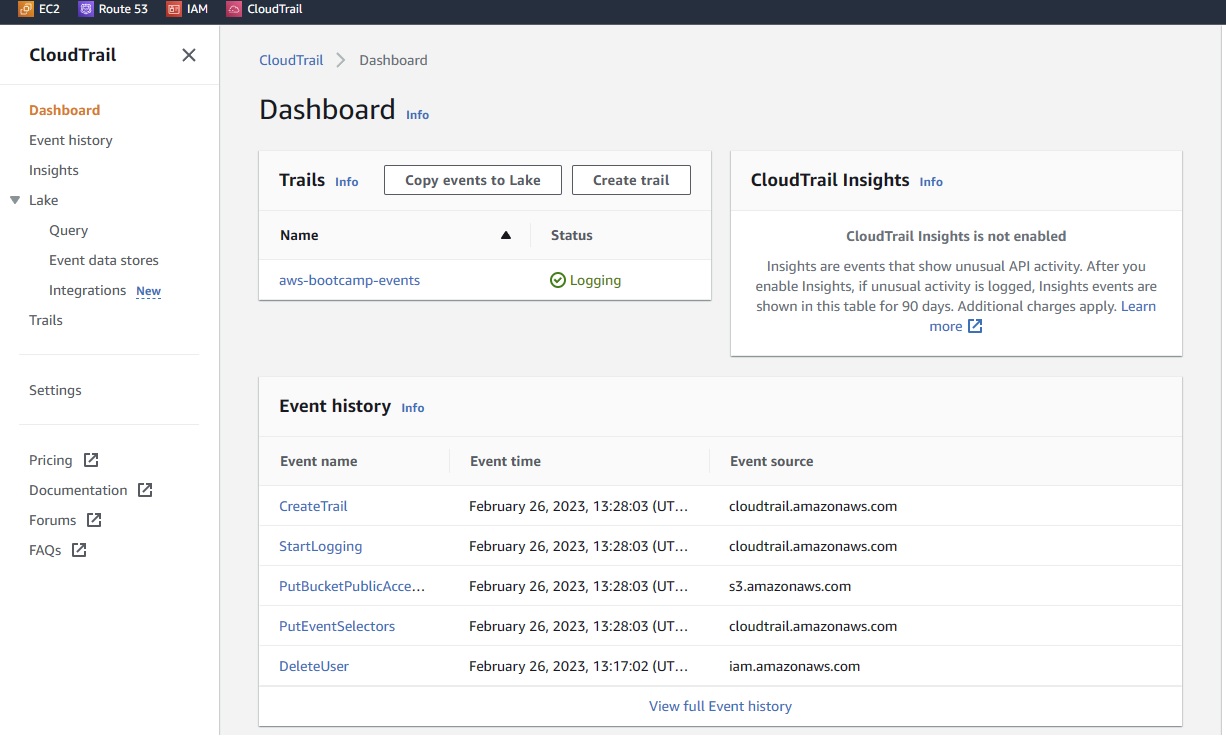 EC2 Route 53 IAM CloudTrail
CloudTrail
Dashboard
Event history
Insights
Lake
Query
Event data stores
Integrations New
Trails
Settings
Pricing
Documentation
Forums
FAQs
CloudTrail Dashboard
Dashboard Info
Trails Info Copy events to Lake Create trail
Name Status
aws-bootcamp-events Logging
CloudTrail Insights Info
CloudTrail Insights is not enabled
Insights are events that show unusual API activity. After you
enable Insights, if unusual activity is logged, Insights events are
shown in this table for 90 days. Additional charges apply. Learn
more
Event history Info
Event name Event time Event source
CreateTrail February 26, 2023, 13:28:03 (UT… cloudtrail.amazonaws.com
StartLogging February 26, 2023, 13:28:03 (UT… cloudtrail.amazonaws.com
PutBucketPublicAcce… February 26, 2023, 13:28:03 (UT… s3.amazonaws.com
PutEventSelectors February 26, 2023, 13:28:03 (UT… cloudtrail.amazonaws.com
DeleteUser February 26, 2023, 13:17:02 (UT… iam.amazonaws.com
View full Event history